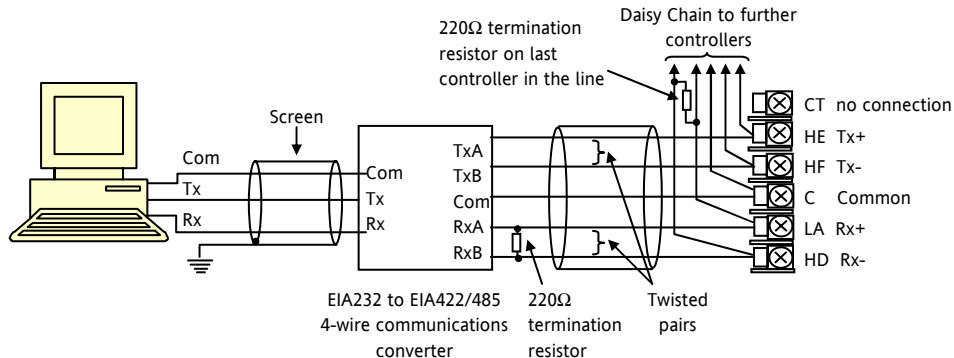 Daisy Chain to further
controllers
220Ω termination
resistor on last
controller in the line
Screen
Com
Tx
Rx
Com
Tx
Rx
TxA
TxB
Com
RxA
RxB
CT no connection
HE Tx+
HF Tx-
C Common
LA Rx+
HD Rx-
EIA232 to EIA422/485
4-wire communications
converter
220Ω
termination
resistor
Twisted
pairs